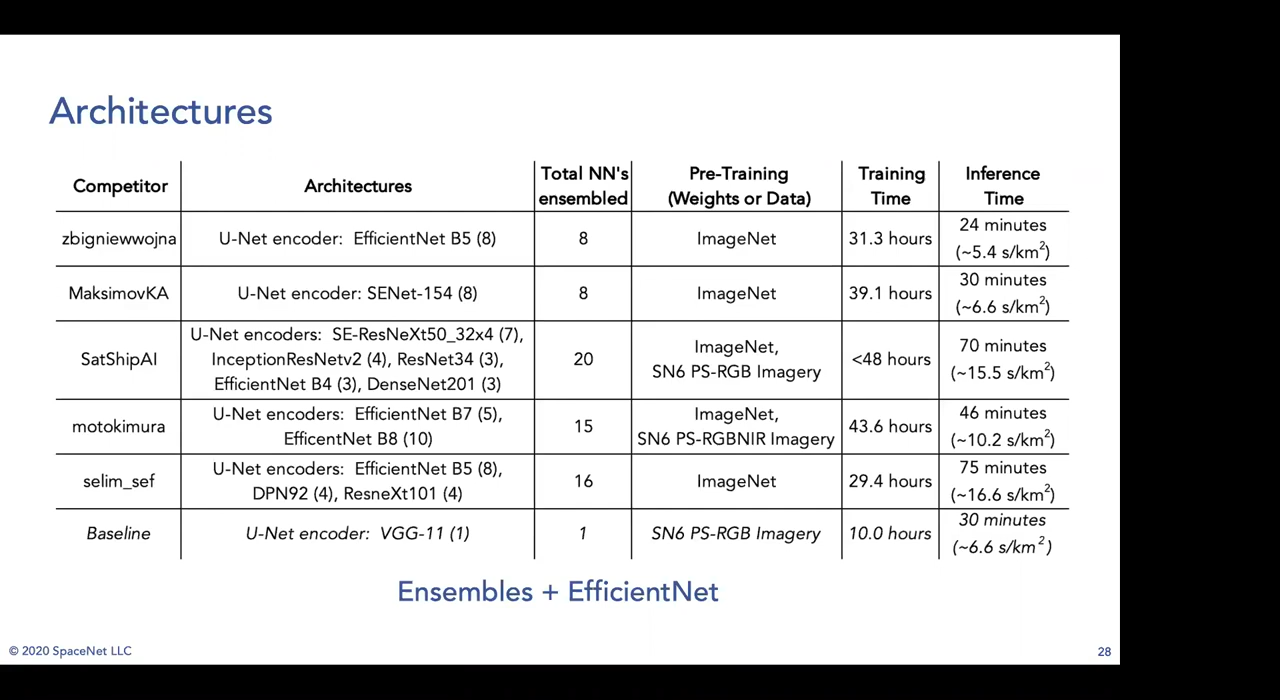 Architectures
Competitor | Architectures | Total NN's ensembled | Pre-Training (Weights or Data) | Training Time | Inference Time
zbigniewwojna | U-Net encoder: EfficientNet B5 (8) | 8 | ImageNet | 31.3 hours | 24 minutes (~5.4 s/km²)
MaksimovKA | U-Net encoder: SENet-154 (8) | 8 | ImageNet | 39.1 hours | 30 minutes (~6.6 s/km²)
SatShipAI | U-Net encoders: SE-ResNeXt50_32x4 (7), InceptionResNetv2 (4), ResNet34 (3), EfficientNet B4 (3), DenseNet201 (3) | 20 | ImageNet, SN6 PS-RGB Imagery | <48 hours | 70 minutes (~15.5 s/km²)
motokimura | U-Net encoders: EfficientNet B7 (5), EfficentNet B8 (10) | 15 | ImageNet, SN6 PS-RGBNIR Imagery | 43.6 hours | 46 minutes (~10.2 s/km²)
selim_sef | U-Net encoders: EfficientNet B5 (8), DPN92 (4), ResneXt101 (4) | 16 | ImageNet | 29.4 hours | 75 minutes (~16.6 s/km²)
Baseline | U-Net encoder: VGG-11 (1) | 1 | SN6 PS-RGB Imagery | 10.0 hours | 30 minutes (~6.6 s/km²)
Ensembles + EfficientNet
© 2020 SpaceNet LLC
28